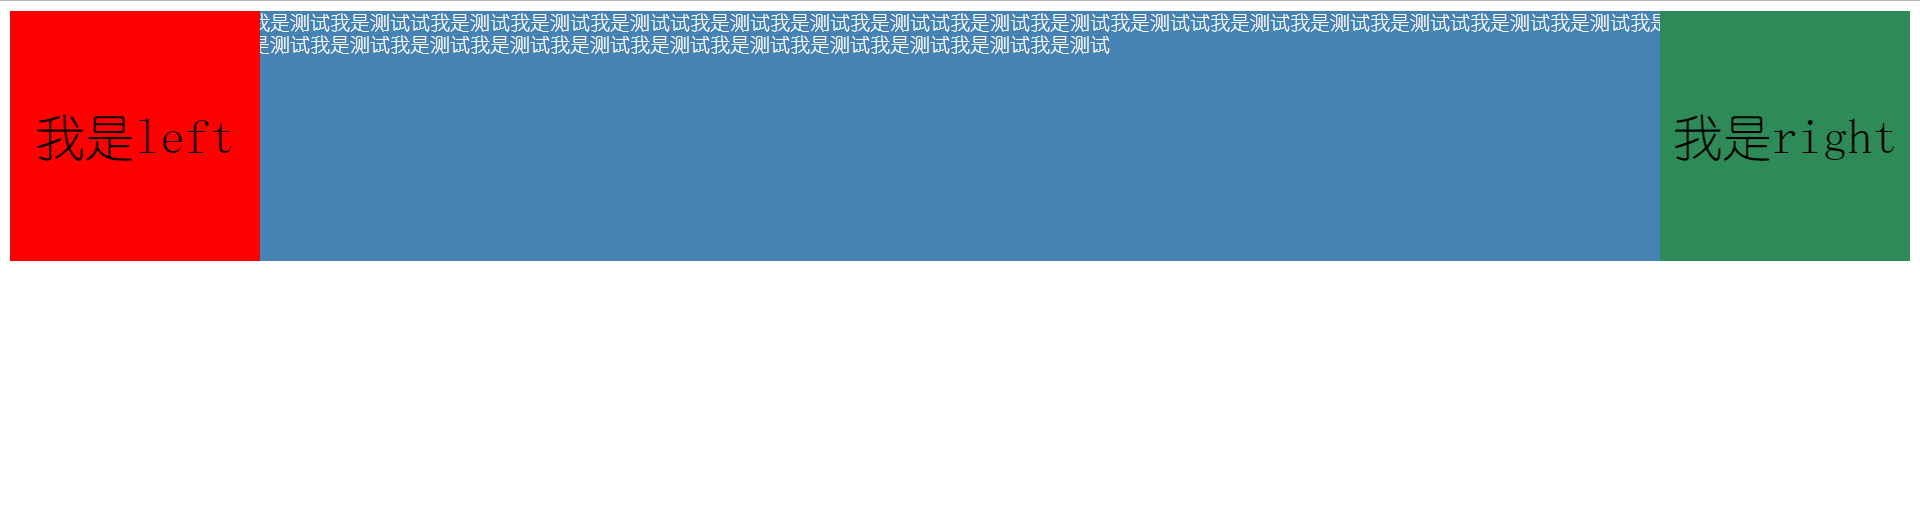 我是测试我是测试试我是测试我是测试我是测试试我是测试我是测试我是测试试我是测试我是测试我是测试试我是测试我是测试我是测试试我是测试我是测试我是
是测试我是测试我是测试我是测试我是测试我是测试我是测试我是测试我是测试我是测试我是测试
我是left
我是right